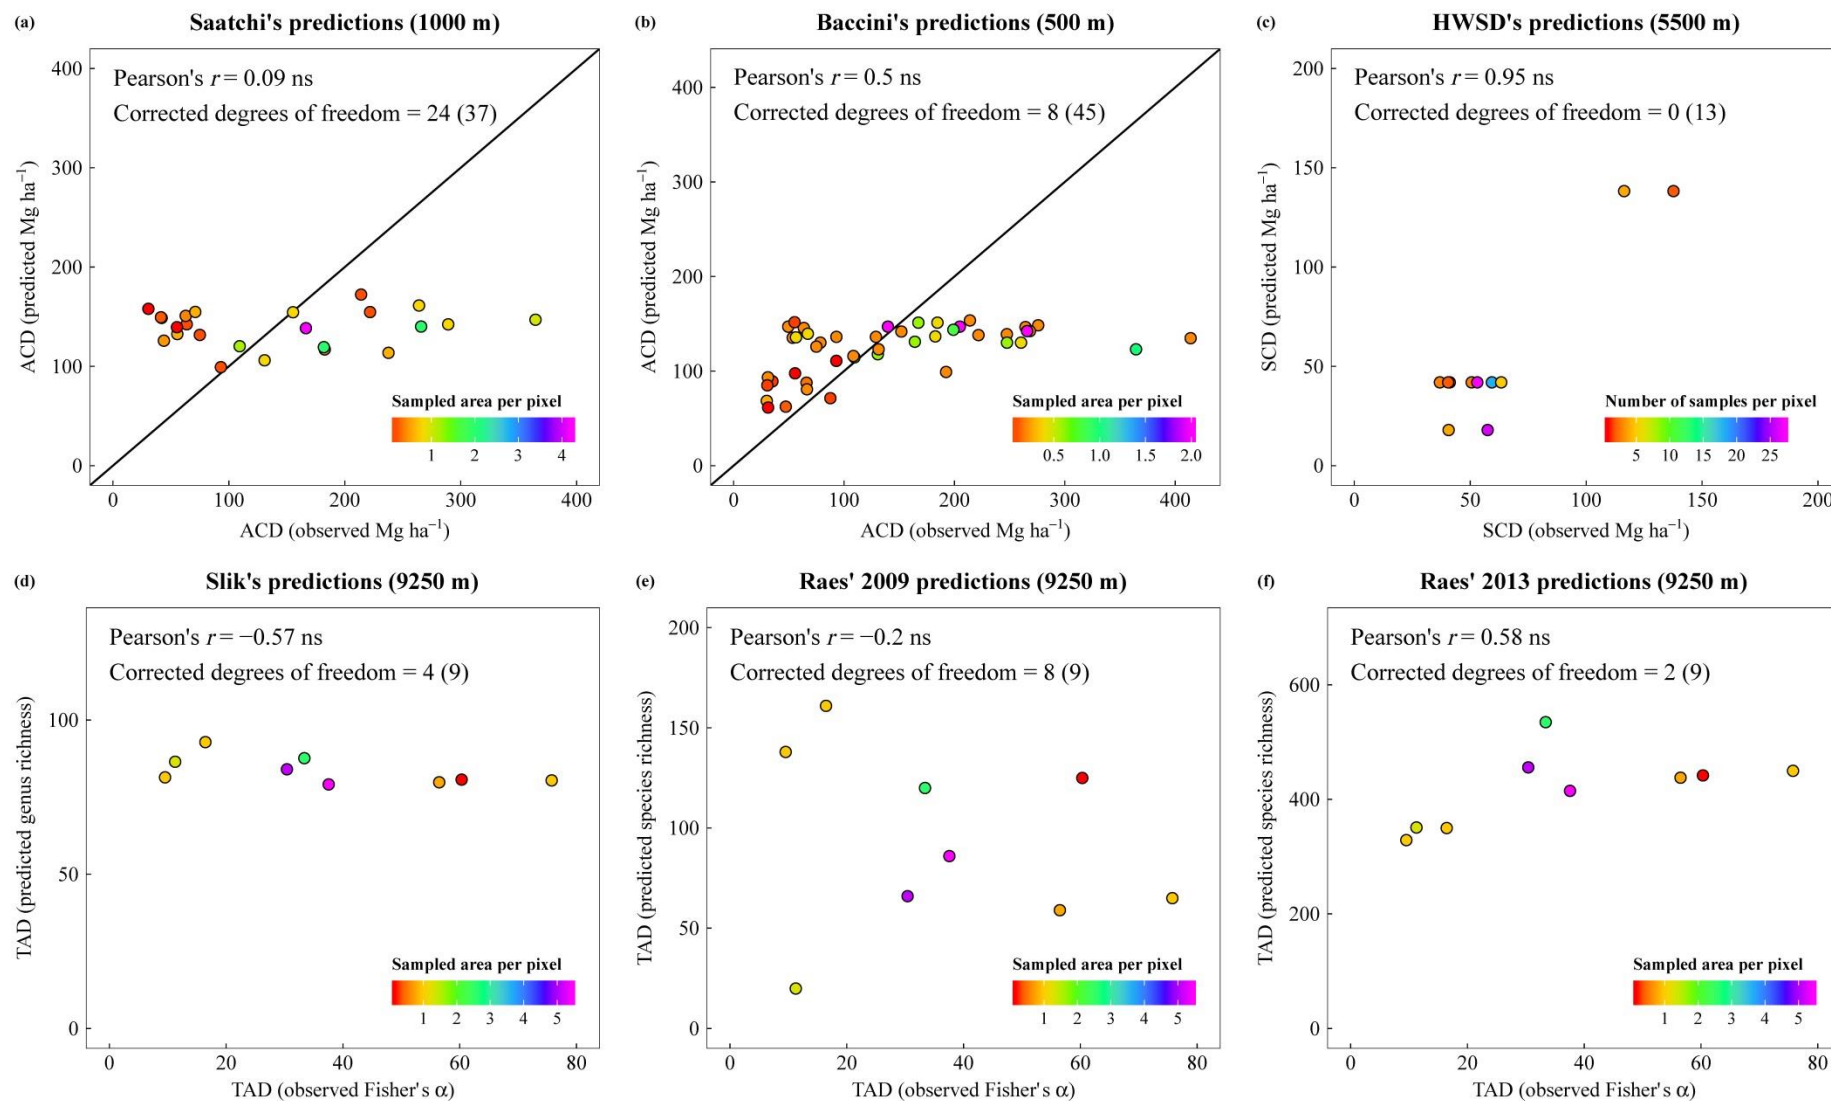 (a) Saatchi's predictions (1000 m)
Pearson's r = 0.09 ns
Corrected degrees of freedom = 24 (37)
ACD (predicted Mg ha⁻¹)
400
300
200
100
0
Sampled area per pixel
1 2 3 4
0 100 200 300 400
ACD (observed Mg ha⁻¹)
(b) Baccini's predictions (500 m)
Pearson's r = 0.5 ns
Corrected degrees of freedom = 8 (45)
ACD (predicted Mg ha⁻¹)
400
300
200
100
0
Sampled area per pixel
0.5 1.0 1.5 2.0
0 100 200 300 400
ACD (observed Mg ha⁻¹)
(c) HWSD's predictions (5500 m)
Pearson's r = 0.95 ns
Corrected degrees of freedom = 0 (13)
SCD (predicted Mg ha⁻¹)
200
150
100
50
0
Number of samples per pixel
5 10 15 20 25
0 50 100 150 200
SCD (observed Mg ha⁻¹)
(d) Slik's predictions (9250 m)
Pearson's r = −0.57 ns
Corrected degrees of freedom = 4 (9)
TAD (predicted genus richness)
100
50
0
Sampled area per pixel
1 2 3 4 5
0 20 40 60 80
TAD (observed Fisher's α)
(e) Raes' 2009 predictions (9250 m)
Pearson's r = −0.2 ns
Corrected degrees of freedom = 8 (9)
TAD (predicted species richness)
200
150
100
50
0
Sampled area per pixel
1 2 3 4 5
0 20 40 60 80
TAD (observed Fisher's α)
(f) Raes' 2013 predictions (9250 m)
Pearson's r = 0.58 ns
Corrected degrees of freedom = 2 (9)
TAD (predicted species richness)
600
400
200
0
Sampled area per pixel
1 2 3 4 5
0 20 40 60 80
TAD (observed Fisher's α)